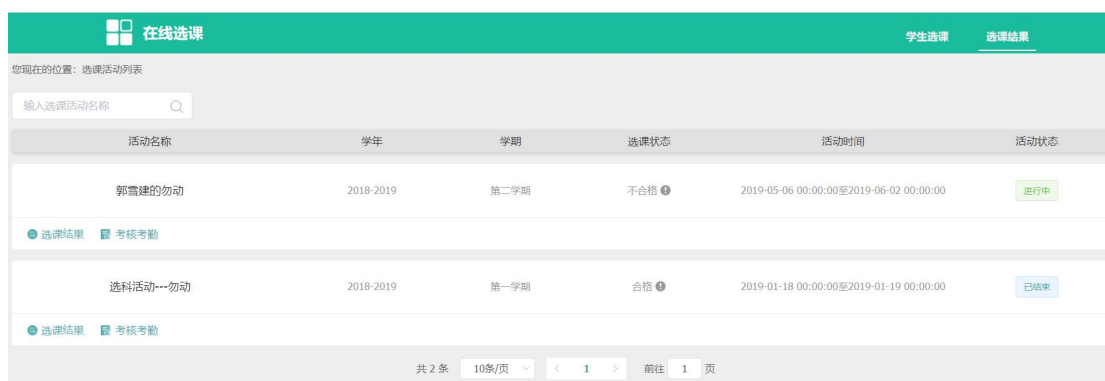 在线选课 学生选课 选课结果
您现在的位置：选课活动列表
输入选课活动名称
活动名称 学年 学期 选课状态 活动时间 活动状态
郭雪建的勿动 2018-2019 第二学期 不合格 2019-05-06 00:00:00至2019-06-02 00:00:00 进行中
选课结果 考核考勤
选科活动---勿动 2018-2019 第一学期 合格 2019-01-18 00:00:00至2019-01-19 00:00:00 已结束
选课结果 考核考勤
共 2 条 10条/页 < 1 > 前往 1 页